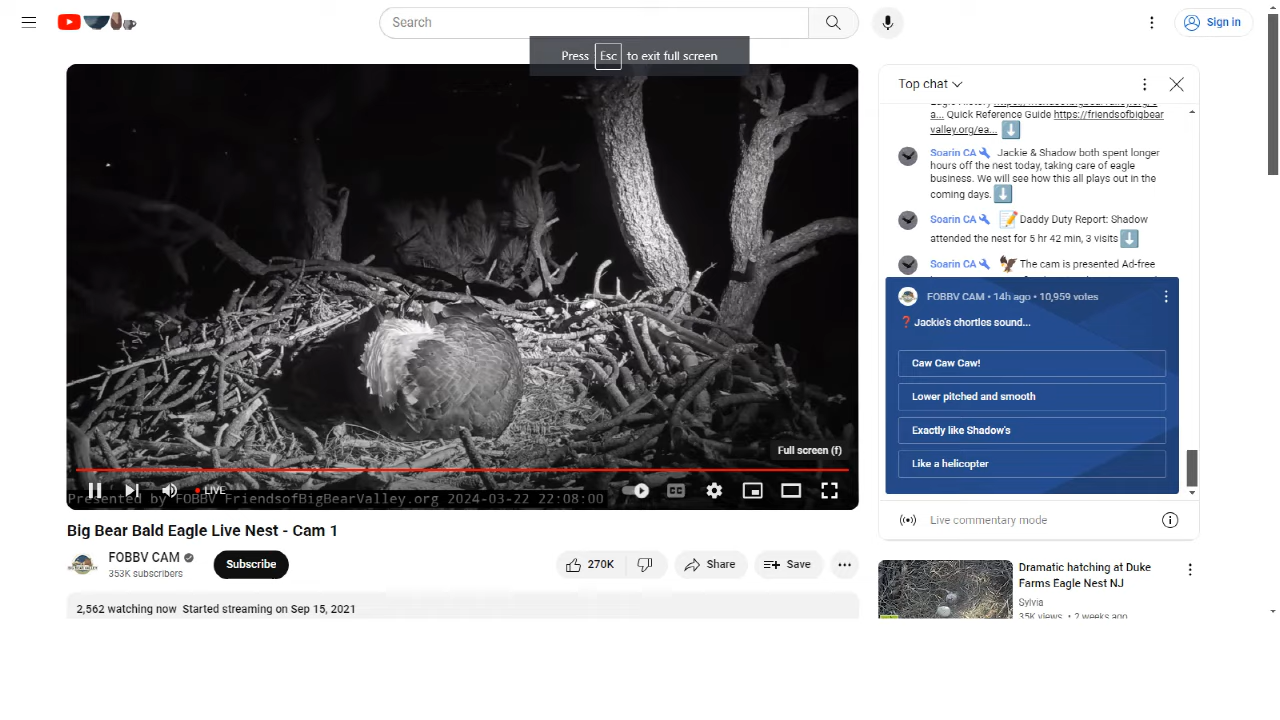 Search
Sign in
Press Esc to exit full screen
Full screen (f)
LIVE
CC
Presented by FOBBV FriendsofBigBearValley.org 2024-03-22 22:08:00
Big Bear Bald Eagle Live Nest - Cam 1
FOBBV CAM
353K subscribers
Subscribe
270K
Share
Save
2,562 watching now Started streaming on Sep 15, 2021
Top chat
a... Quick Reference Guide https://friendsofbigbear
valley.org/ea...
Soarin CA Jackie & Shadow both spent longer
hours off the nest today, taking care of eagle
business. We will see how this all plays out in the
coming days.
Soarin CA Daddy Duty Report: Shadow
attended the nest for 5 hr 42 min, 3 visits
Soarin CA The cam is presented Ad-free
FOBBV CAM • 14h ago • 10,959 votes
❓Jackie's chortles sound...
Caw Caw Caw!
Lower pitched and smooth
Exactly like Shadow's
Like a helicopter
Live commentary mode
Dramatic hatching at Duke
Farms Eagle Nest NJ
Sylvia
35K views • 2 weeks ago